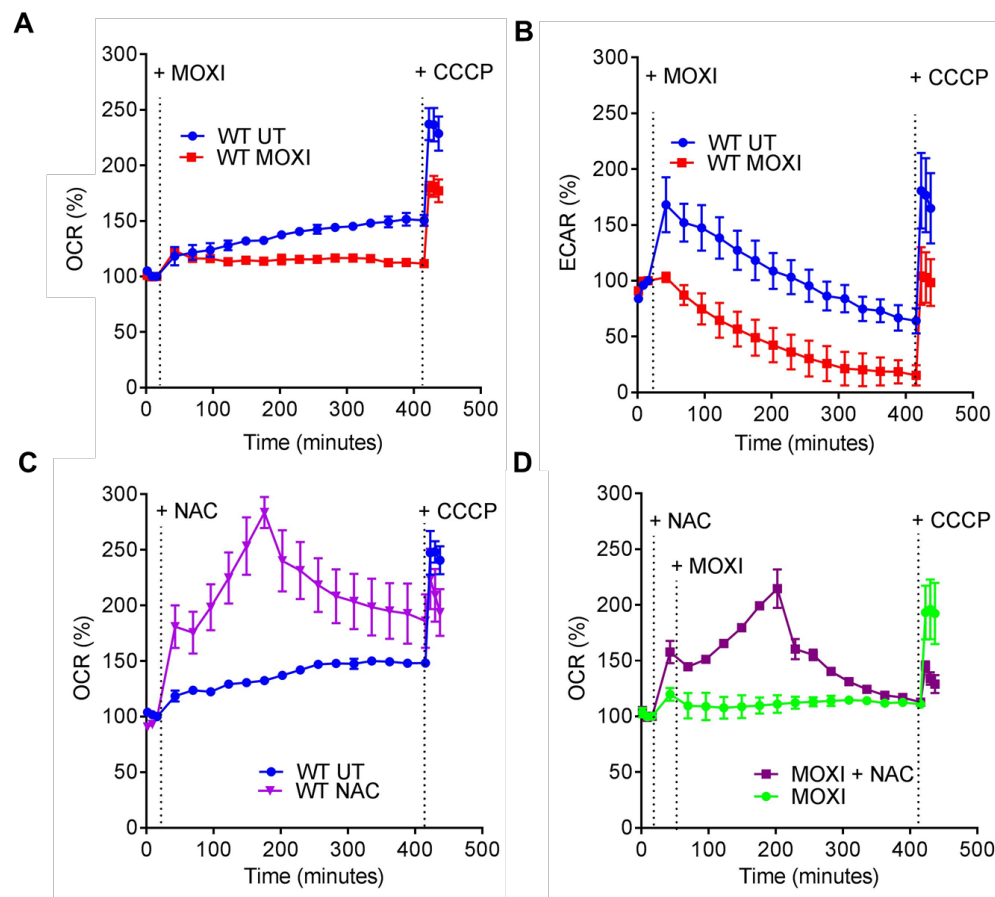 A
300
250
200
150
100
50
0
OCR (%)
+ MOXI
+ CCCP
WT UT
WT MOXI
0 100 200 300 400 500
Time (minutes)
B
300
250
200
150
100
50
0
ECAR (%)
+ MOXI
+ CCCP
WT UT
WT MOXI
0 100 200 300 400 500
Time (minutes)
C
300
250
200
150
100
50
0
OCR (%)
+ NAC
+ CCCP
WT UT
WT NAC
0 100 200 300 400 500
Time (minutes)
D
300
250
200
150
100
50
0
OCR (%)
+ NAC
+ MOXI
+ CCCP
MOXI + NAC
MOXI
0 100 200 300 400 500
Time (minutes)